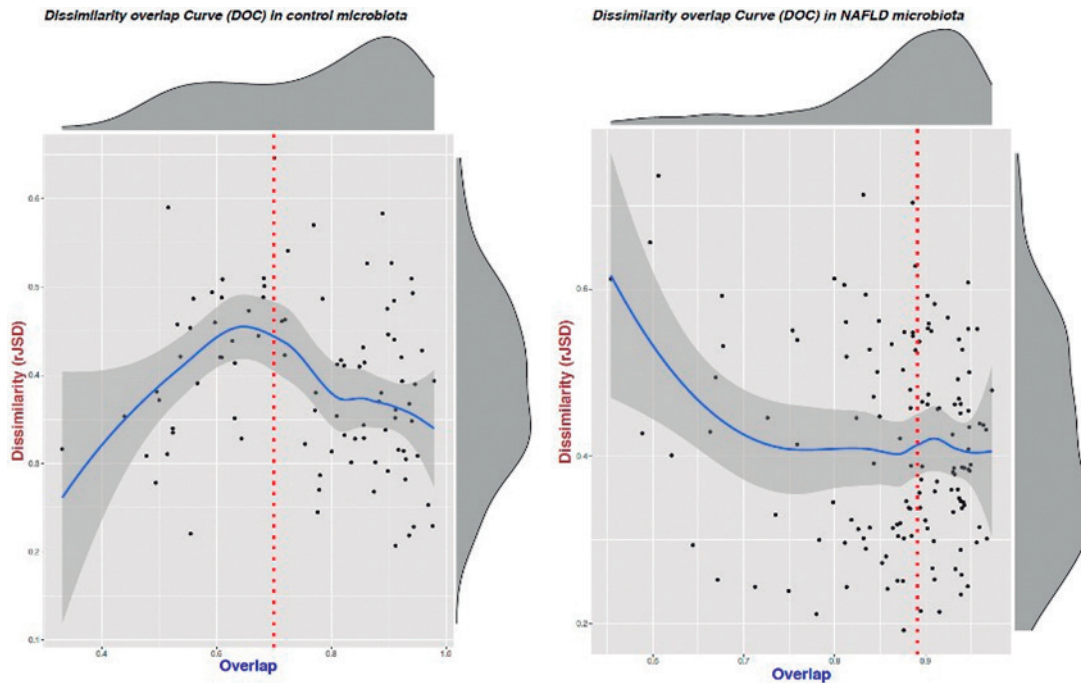 Dissimilarity overlap Curve (DOC) in control microbiota
Dissimilarity overlap Curve (DOC) in NAFLD microbiota
Dissimilarity (rJSD)
0.6
0.5
0.4
0.3
0.2
0.1
0.4
0.6
0.8
1.0
Overlap
Dissimilarity (rJSD)
0.6
0.4
0.2
0.6
0.7
0.8
0.9
Overlap